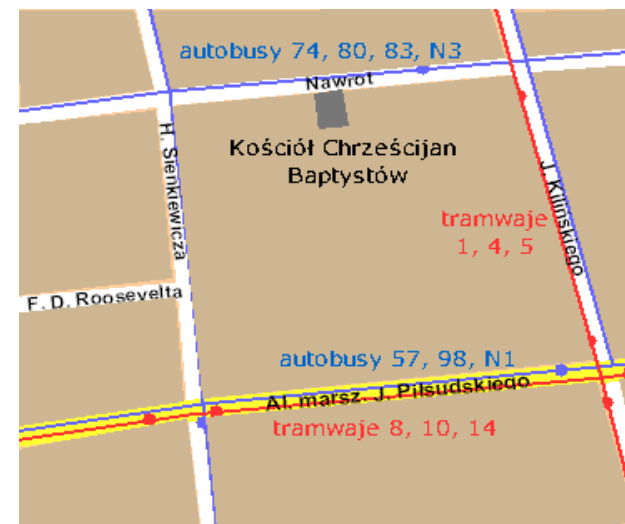 autobusy 74, 80, 83, N3
Nawrot
Kościół Chrześcijan
Baptystów
H. Sienkiewicza
J. Kilińskiego
tramwaje
1, 4, 5
F. D. Roosevelta
autobusy 57, 98, N1
Al. marsz. J. Piłsudskiego
tramwaje 8, 10, 14